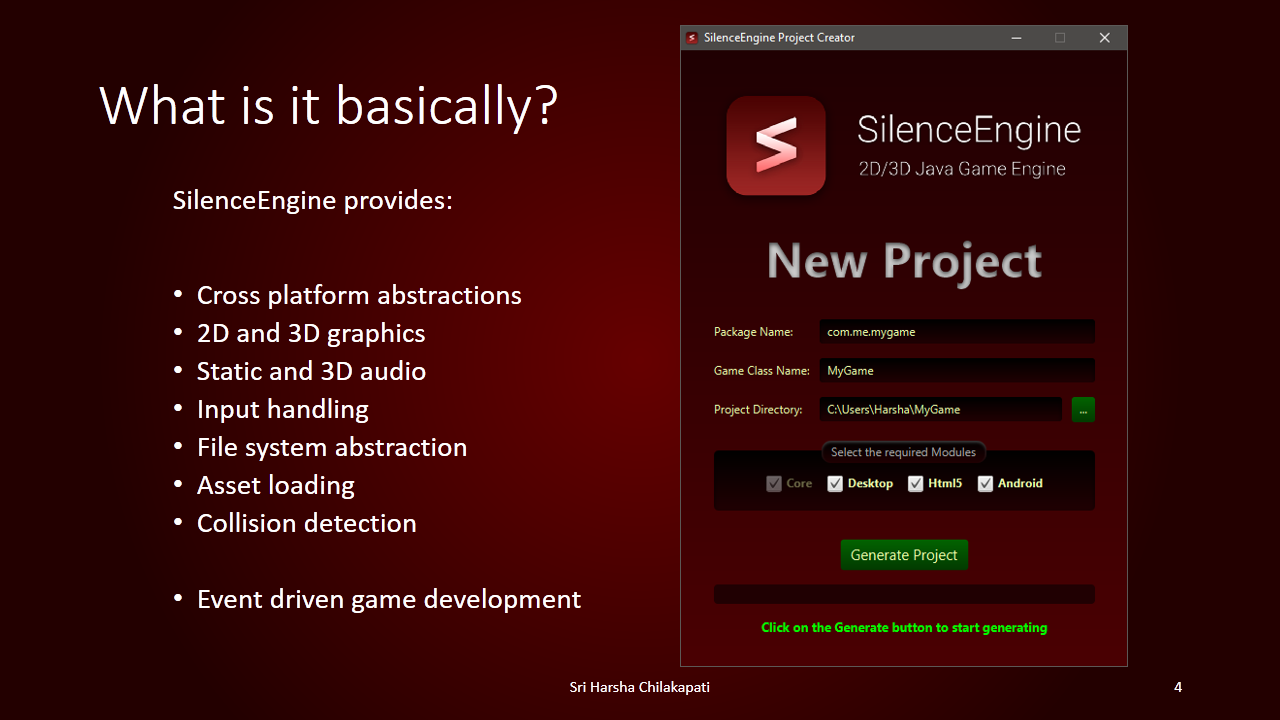 What is it basically?
SilenceEngine provides:
• Cross platform abstractions
• 2D and 3D graphics
• Static and 3D audio
• Input handling
• File system abstraction
• Asset loading
• Collision detection
• Event driven game development
SilenceEngine Project Creator
SilenceEngine
2D/3D Java Game Engine
New Project
Package Name: com.me.mygame
Game Class Name: MyGame
Project Directory: C:\Users\Harsha\MyGame ...
Select the required Modules
Core Desktop Html5 Android
Generate Project
Click on the Generate button to start generating
Sri Harsha Chilakapati 4